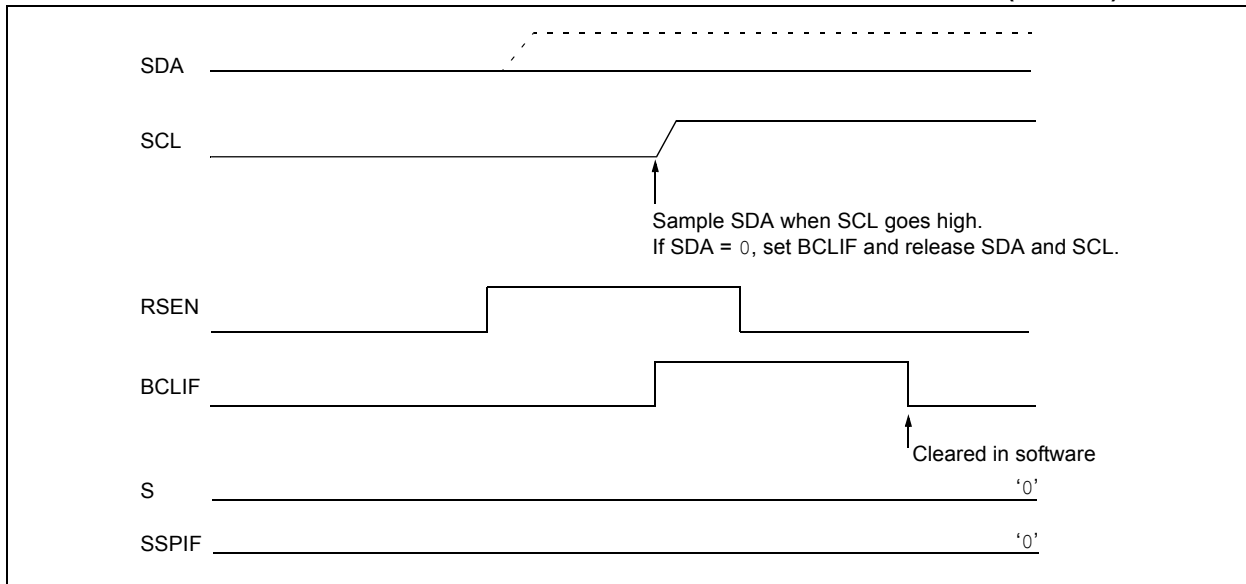 SDA
SCL
Sample SDA when SCL goes high.
If SDA = 0, set BCLIF and release SDA and SCL.
RSEN
BCLIF
Cleared in software
S
‘0’
SSPIF
‘0’